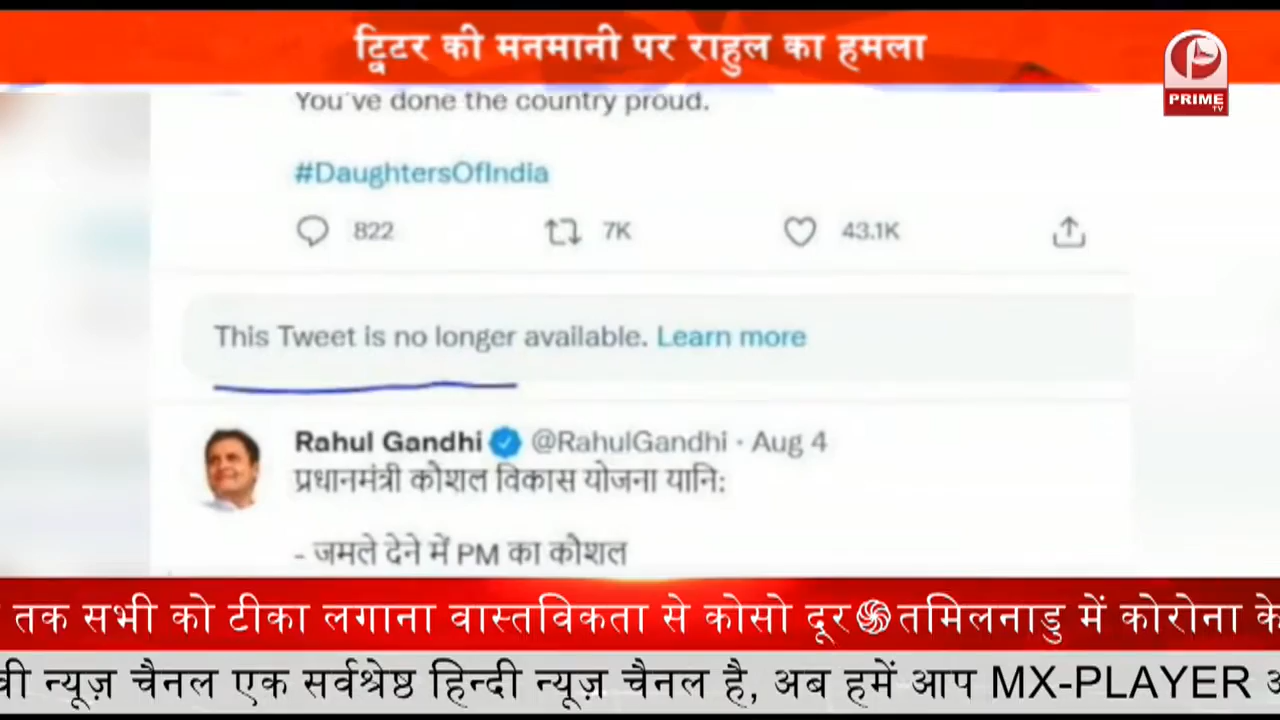 ट्विटर की मनमानी पर राहुल का हमला
PRIME
TV
You've done the country proud.
#DaughtersOfIndia
822 7K 43.1K
This Tweet is no longer available. Learn more
Rahul Gandhi @RahulGandhi · Aug 4
प्रधानमंत्री कौशल विकास योजना यानि:
- जुमले देने में PM का कौशल
तक सभी को टीका लगाना वास्तविकता से कोसो दूर तमिलनाडु में कोरोना के
वी न्यूज़ चैनल एक सर्वश्रेष्ठ हिन्दी न्यूज़ चैनल है, अब हमें आप MX-PLAYER